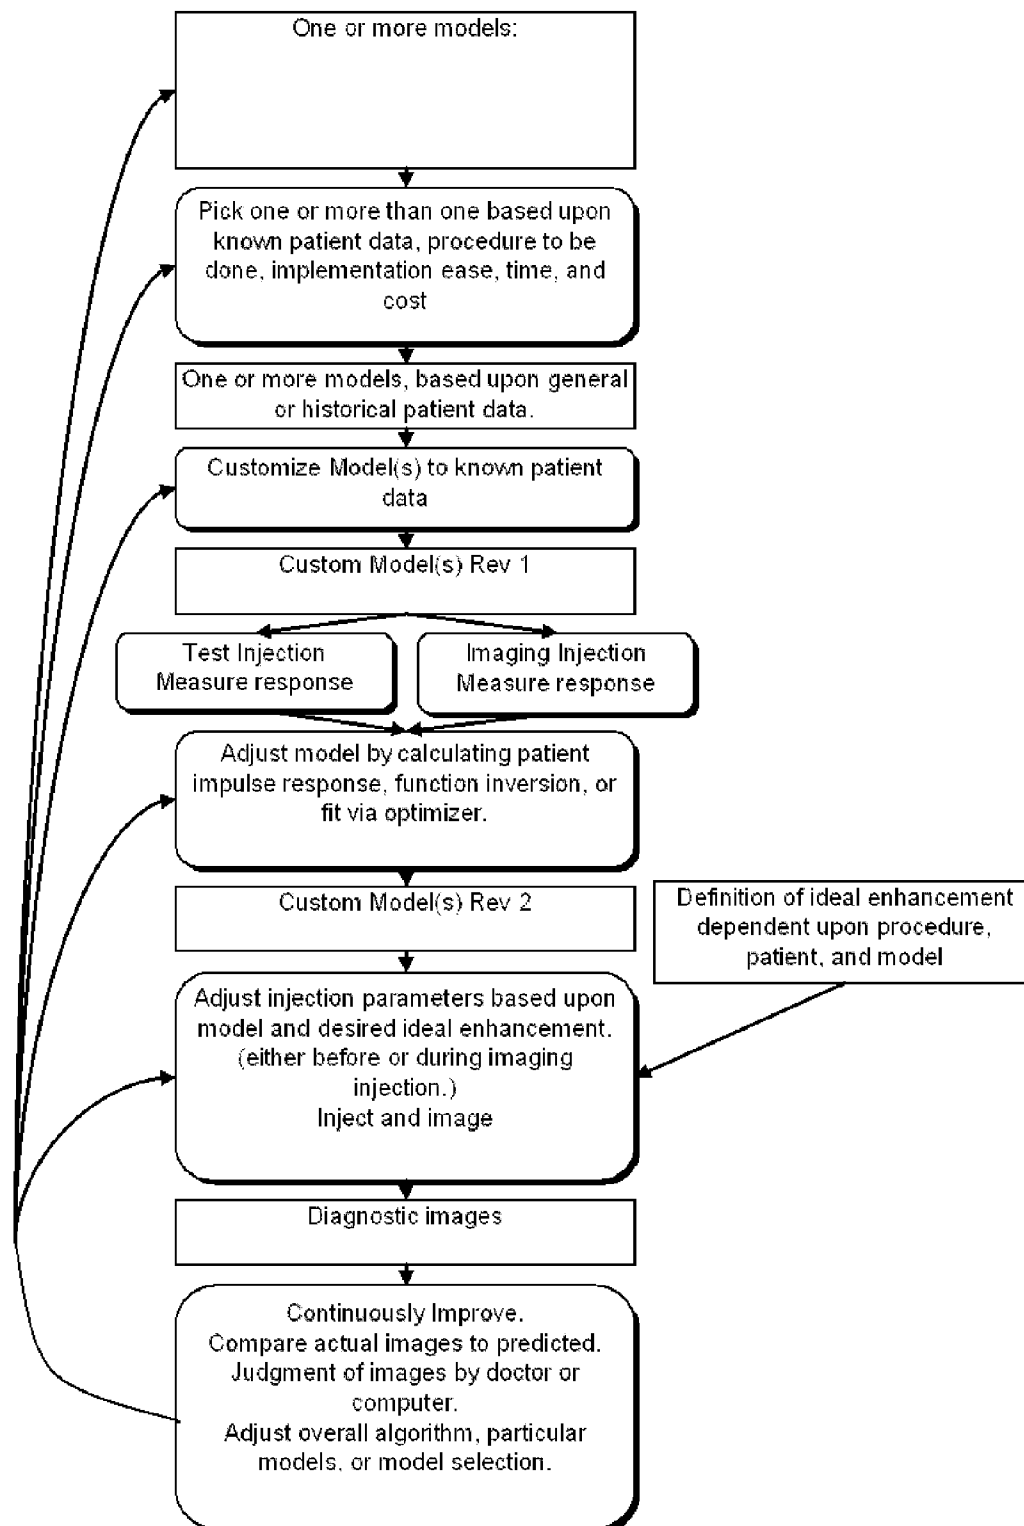 One or more models:
Pick one or more than one based upon
known patient data, procedure to be
done, implementation ease, time, and
cost
One or more models, based upon general
or historical patient data.
Customize Model(s) to known patient
data
Custom Model(s) Rev 1
Test Injection
Measure response
Imaging Injection
Measure response
Adjust model by calculating patient
impulse response, function inversion, or
fit via optimizer.
Custom Model(s) Rev 2
Definition of ideal enhancement
dependent upon procedure,
patient, and model
Adjust injection parameters based upon
model and desired ideal enhancement.
(either before or during imaging
injection.)
Inject and image
Diagnostic images
Continuously Improve.
Compare actual images to predicted.
Judgment of images by doctor or
computer.
Adjust overall algorithm, particular
models, or model selection.